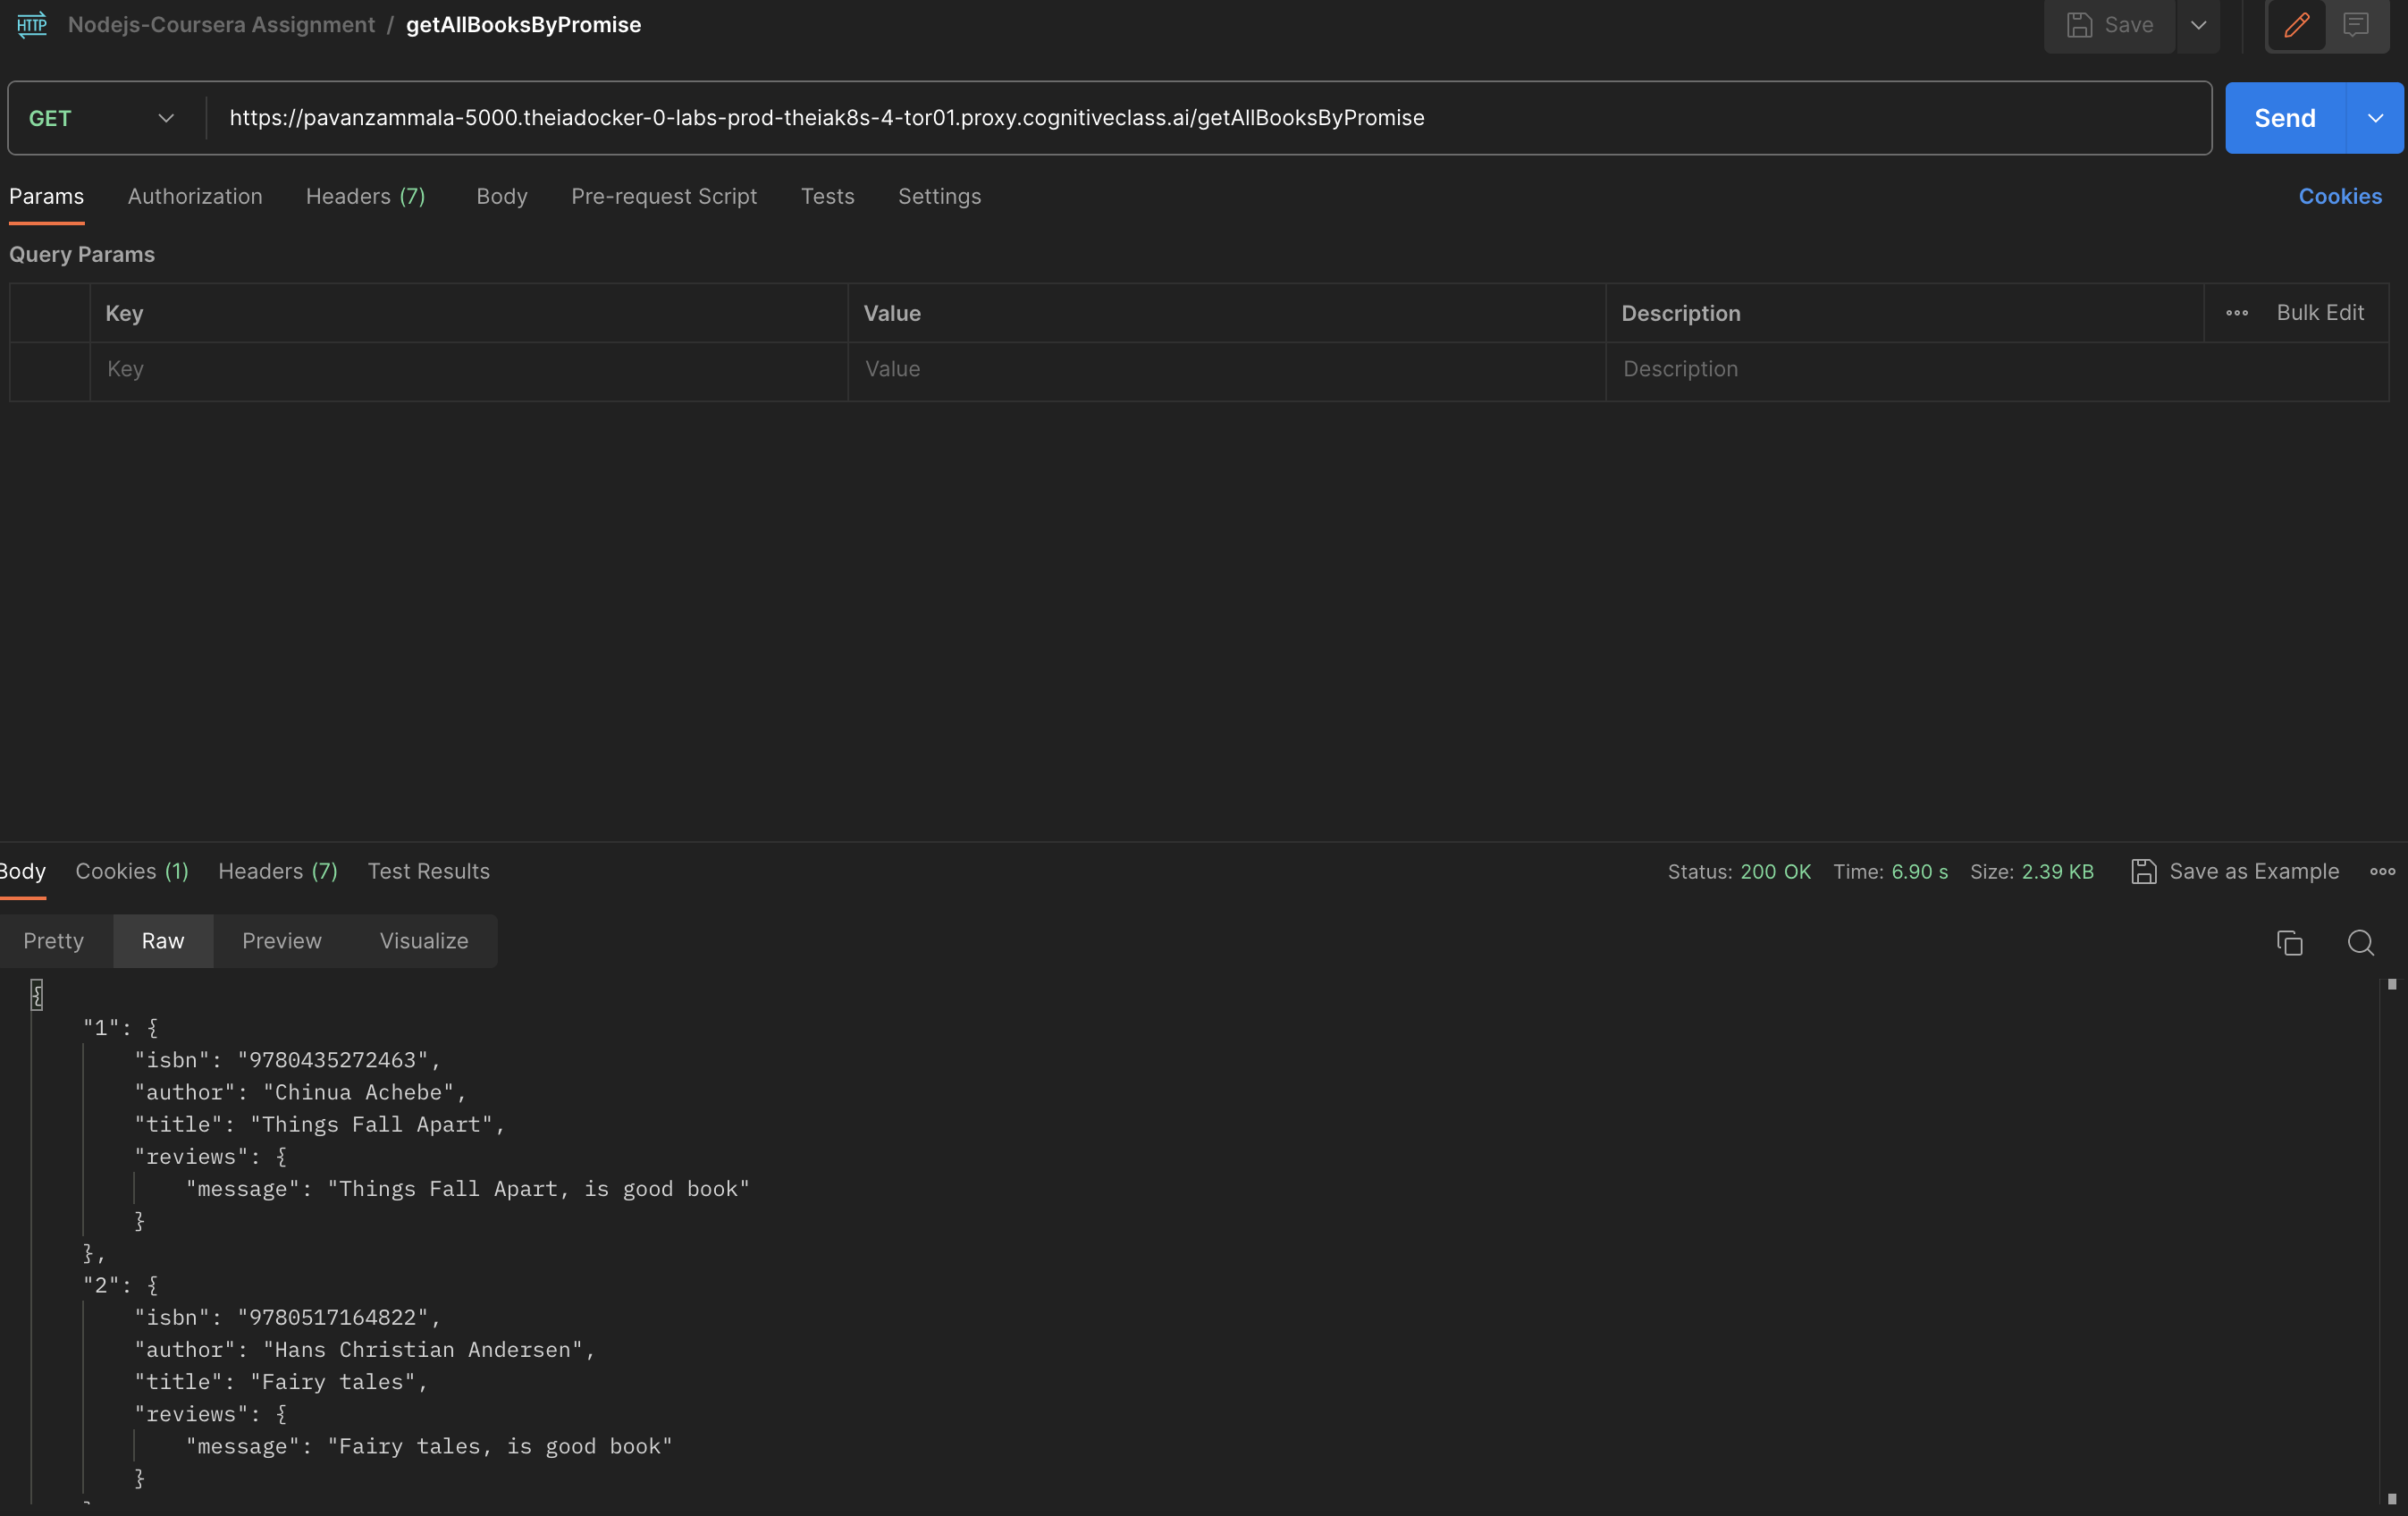 HTTP Nodejs-Coursera Assignment / getAllBooksByPromise Save
GET https://pavanzammala-5000.theiadocker-0-labs-prod-theiak8s-4-tor01.proxy.cognitiveclass.ai/getAllBooksByPromise Send
Params Authorization Headers (7) Body Pre-request Script Tests Settings Cookies
Query Params
Key Value Description Bulk Edit
Key Value Description
Body Cookies (1) Headers (7) Test Results Status: 200 OK Time: 6.90 s Size: 2.39 KB Save as Example
Pretty Raw Preview Visualize
{
"1": {
"isbn": "9780435272463",
"author": "Chinua Achebe",
"title": "Things Fall Apart",
"reviews": {
"message": "Things Fall Apart, is good book"
}
},
"2": {
"isbn": "9780517164822",
"author": "Hans Christian Andersen",
"title": "Fairy tales",
"reviews": {
"message": "Fairy tales, is good book"
}